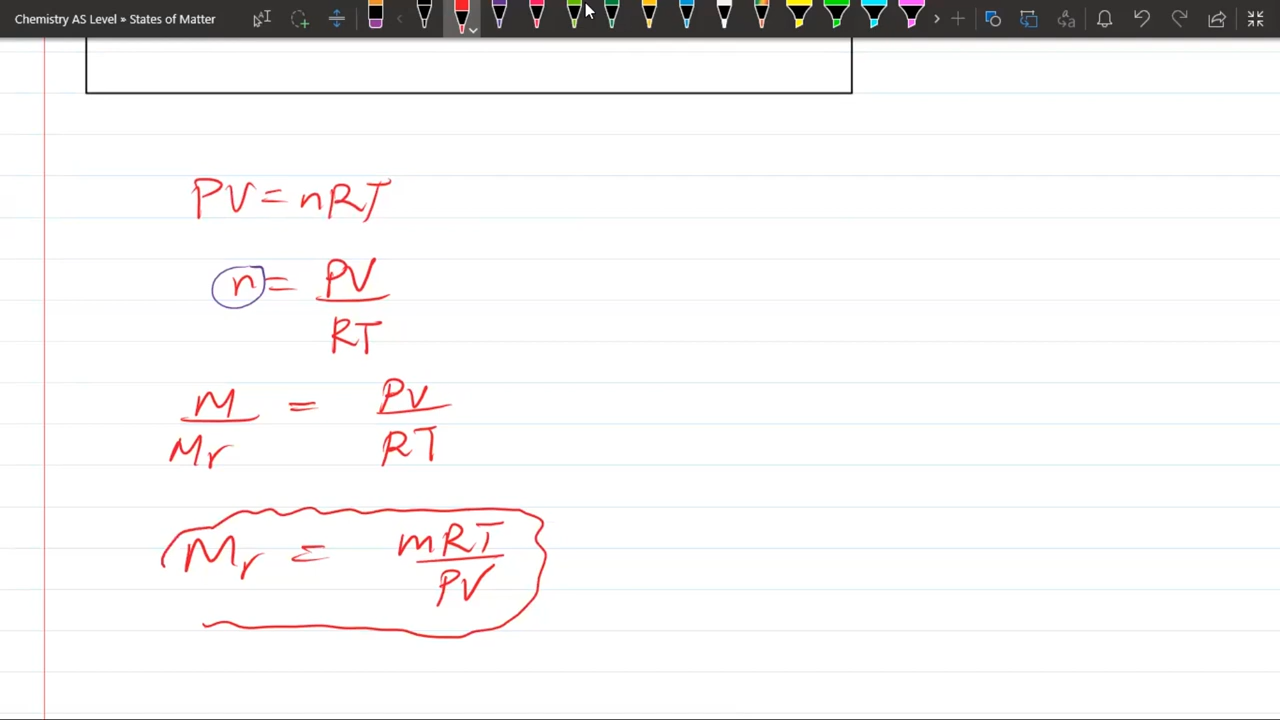 Chemistry AS Level » States of Matter
PV = nRT
n = PV
RT
M = PV
Mr RT
Mr = mRT
PV